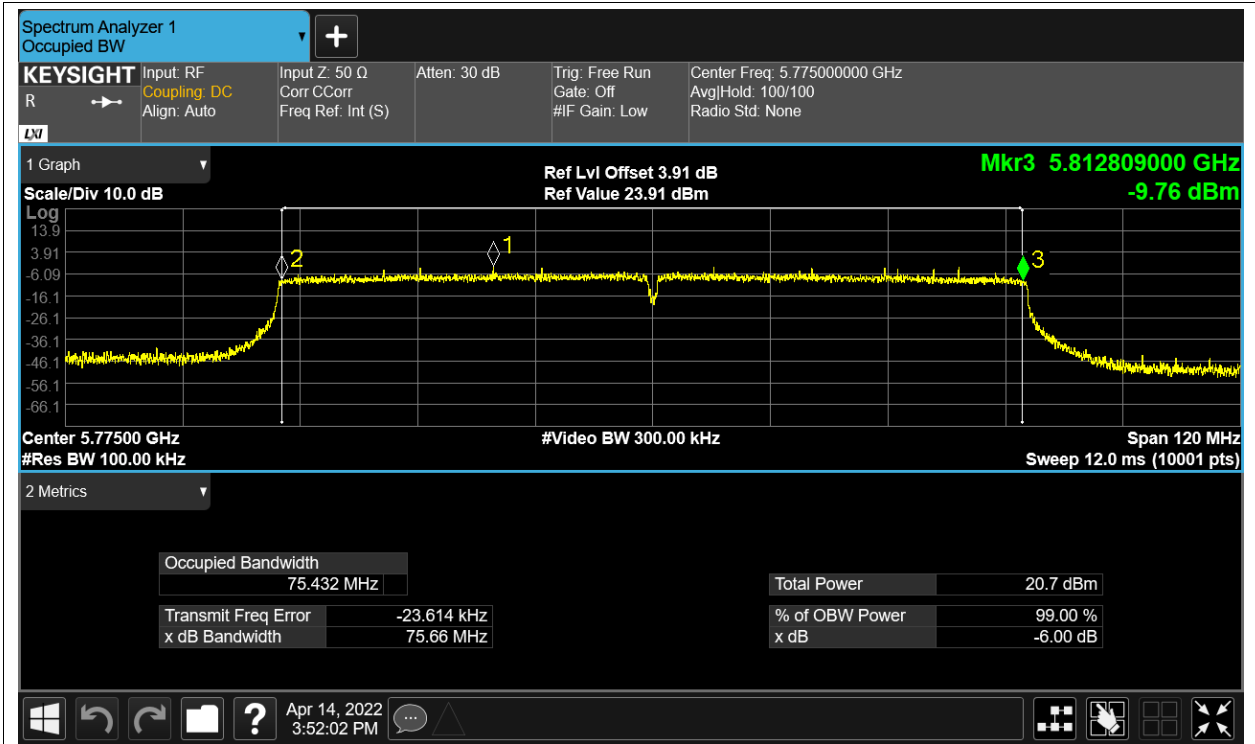 Spectrum Analyzer 1
Occupied BW
KEYSIGHT
R
LXI
Input: RF
Coupling: DC
Align: Auto
Input Z: 50 Ω
Corr CCorr
Freq Ref: Int (S)
Atten: 30 dB
Trig: Free Run
Gate: Off
#IF Gain: Low
Center Freq: 5.775000000 GHz
Avg|Hold: 100/100
Radio Std: None
1 Graph
Scale/Div 10.0 dB
Ref Lvl Offset 3.91 dB
Ref Value 23.91 dBm
Mkr3 5.812809000 GHz
-9.76 dBm
Log
13.9
3.91
-6.09
-16.1
-26.1
-36.1
-46.1
-56.1
-66.1
2
1
3
Center 5.77500 GHz
#Res BW 100.00 kHz
#Video BW 300.00 kHz
Span 120 MHz
Sweep 12.0 ms (10001 pts)
2 Metrics
Occupied Bandwidth
75.432 MHz
Transmit Freq Error -23.614 kHz
x dB Bandwidth 75.66 MHz
Total Power 20.7 dBm
% of OBW Power 99.00 %
x dB -6.00 dB
?
Apr 14, 2022
3:52:02 PM